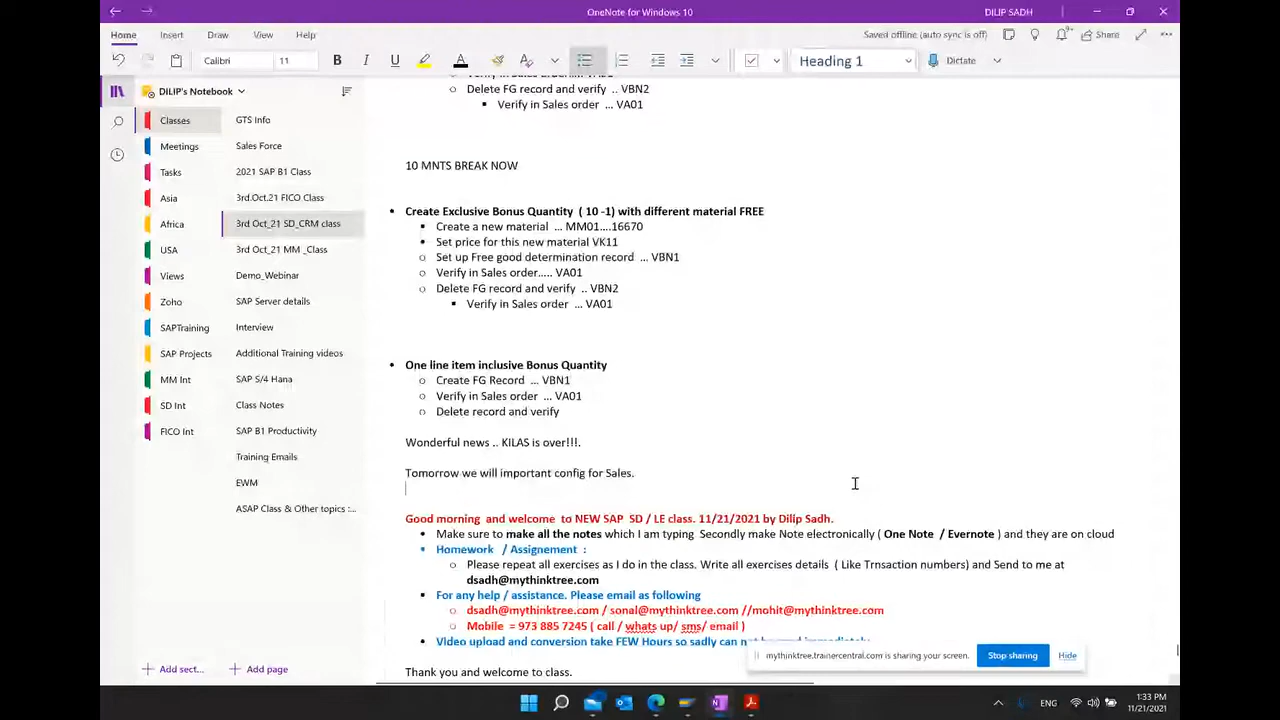 OneNote for Windows 10
DILIP SADH
Home Insert Draw View Help
Saved offline (auto sync is off)
Share
Calibri 11
B I U A
Heading 1
Dictate
DiLIP's Notebook
Classes
Meetings
Tasks
Asia
Africa
USA
Views
Zoho
SAPTraining
SAP Projects
MM Int
SD Int
FICO Int
GTS Info
Sales Force
2021 SAP B1 Class
3rd.Oct.21 FICO Class
3rd Oct_21 SD_CRM class
3rd Oct_21 MM _Class
Demo_Webinar
SAP Server details
Interview
Additional Training videos
SAP S/4 Hana
Class Notes
SAP B1 Productivity
Training Emails
EWM
ASAP Class & Other topics :...
Add sect...
Add page
Delete FG record and verify .. VBN2
Verify in Sales order ... VA01
10 MNTS BREAK NOW
Create Exclusive Bonus Quantity ( 10 -1) with different material FREE
Create a new material ... MM01....16670
Set price for this new material VK11
Set up Free good determination record ... VBN1
Verify in Sales order..... VA01
Delete FG record and verify .. VBN2
Verify in Sales order ... VA01
One line item inclusive Bonus Quantity
Create FG Record ... VBN1
Verify in Sales order ... VA01
Delete record and verify
Wonderful news .. KILAS is over!!!.
Tomorrow we will important config for Sales.
Good morning and welcome to NEW SAP SD / LE class. 11/21/2021 by Dilip Sadh.
Make sure to make all the notes which I am typing Secondly make Note electronically ( One Note / Evernote ) and they are on cloud
Homework / Assignement :
Please repeat all exercises as I do in the class. Write all exercises details ( Like Trnsaction numbers) and Send to me at
dsadh@mythinktree.com
For any help / assistance. Please email as following
dsadh@mythinktree.com / sonal@mythinktree.com //mohit@mythinktree.com
Mobile = 973 885 7245 ( call / whats up/ sms/ email )
Video upload and conversion take FEW Hours so sadly can not
Thank you and welcome to class.
mythinktree.trainercentral.com is sharing your screen.
Stop sharing
Hide
ENG
1:33 PM
11/21/2021